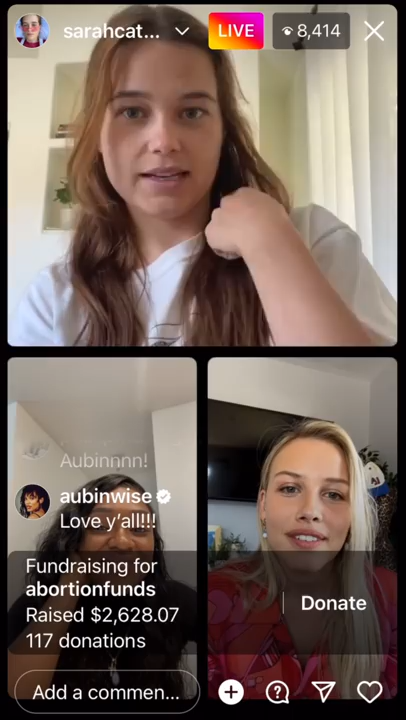 sarahcat...
LIVE
8,414
Aubinnnn!
aubinwise
Love y'all!!!
Fundraising for
abortionfunds
Raised $2,628.07
117 donations
Donate
Add a commen...